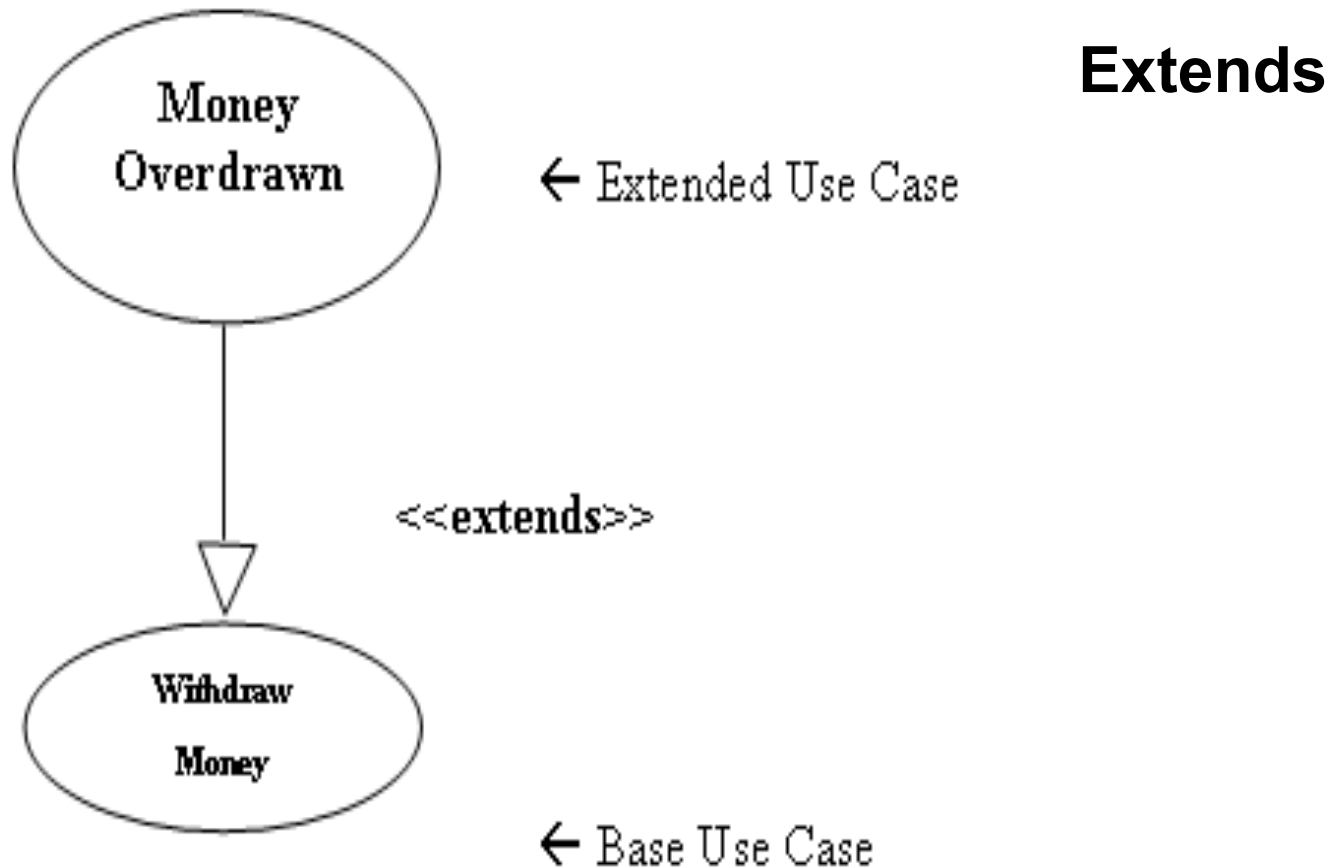 Extends
Money
Overdrawn
← Extended Use Case
<<extends>>
Withdraw
Money
← Base Use Case